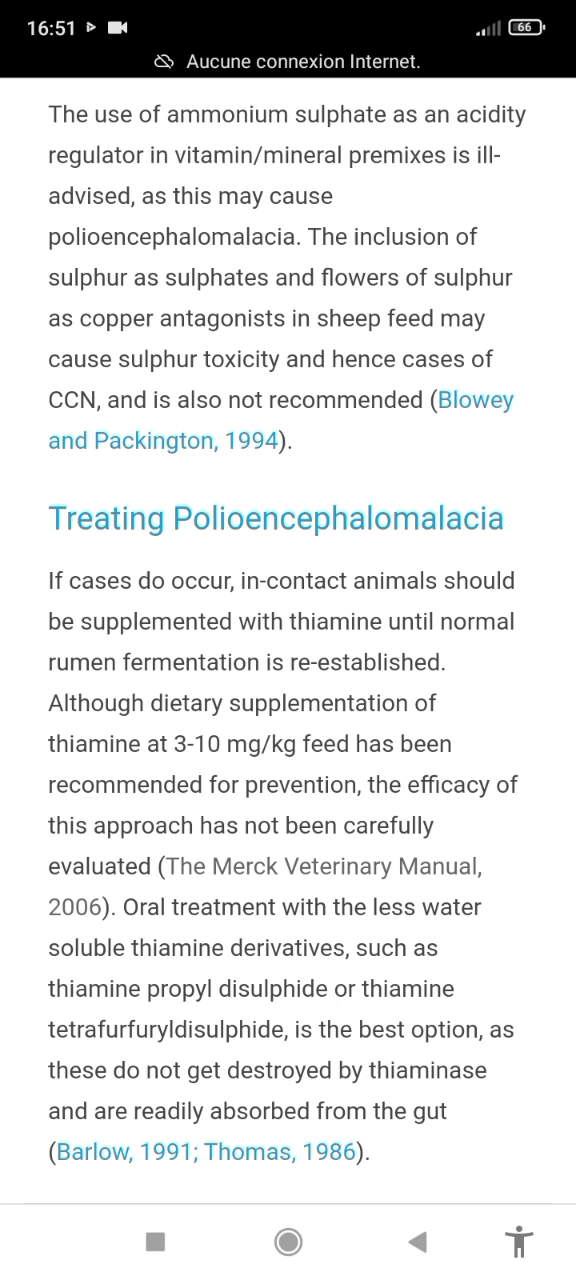 16:51
66
Aucune connexion Internet.
The use of ammonium sulphate as an acidity
regulator in vitamin/mineral premixes is ill-
advised, as this may cause
polioencephalomalacia. The inclusion of
sulphur as sulphates and flowers of sulphur
as copper antagonists in sheep feed may
cause sulphur toxicity and hence cases of
CCN, and is also not recommended (Blowey
and Packington, 1994).
Treating Polioencephalomalacia
If cases do occur, in-contact animals should
be supplemented with thiamine until normal
rumen fermentation is re-established.
Although dietary supplementation of
thiamine at 3-10 mg/kg feed has been
recommended for prevention, the efficacy of
this approach has not been carefully
evaluated (The Merck Veterinary Manual,
2006). Oral treatment with the less water
soluble thiamine derivatives, such as
thiamine propyl disulphide or thiamine
tetrafurfuryldisulphide, is the best option, as
these do not get destroyed by thiaminase
and are readily absorbed from the gut
(Barlow, 1991; Thomas, 1986).